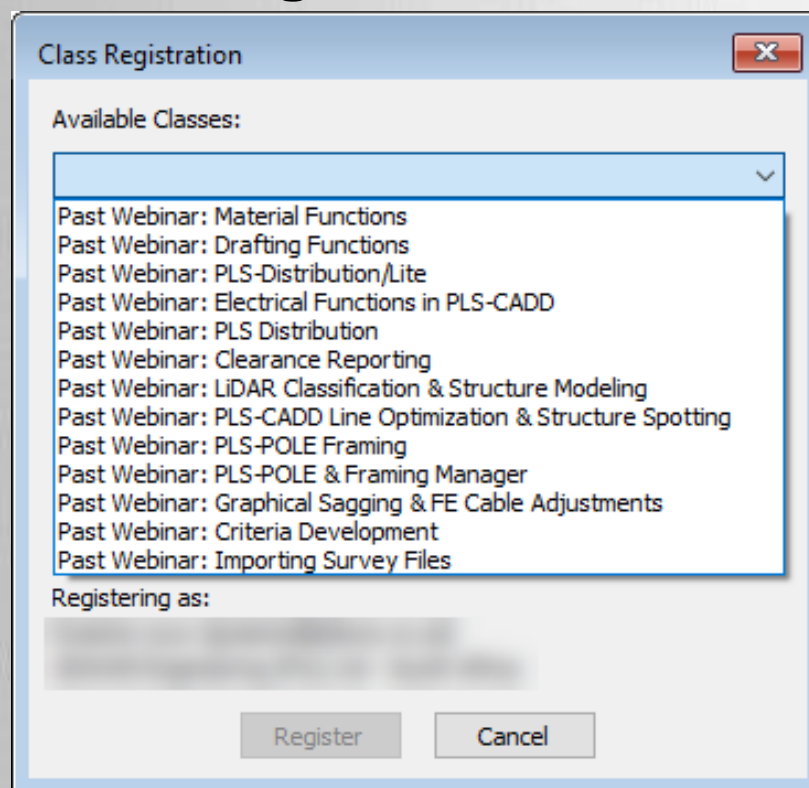 Class Registration
Available Classes:
Past Webinar: Material Functions
Past Webinar: Drafting Functions
Past Webinar: PLS-Distribution/Lite
Past Webinar: Electrical Functions in PLS-CADD
Past Webinar: PLS Distribution
Past Webinar: Clearance Reporting
Past Webinar: LiDAR Classification & Structure Modeling
Past Webinar: PLS-CADD Line Optimization & Structure Spotting
Past Webinar: PLS-POLE Framing
Past Webinar: PLS-POLE & Framing Manager
Past Webinar: Graphical Sagging & FE Cable Adjustments
Past Webinar: Criteria Development
Past Webinar: Importing Survey Files
Registering as:
Register Cancel